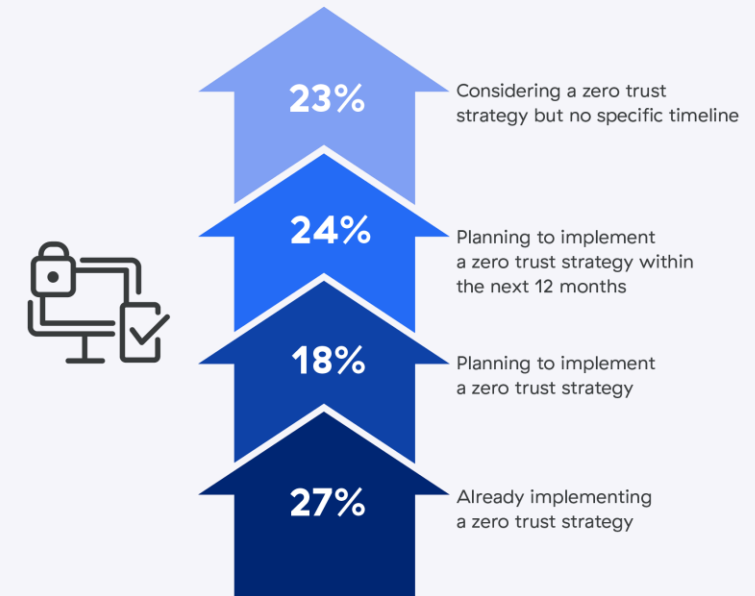 23%
Considering a zero trust
strategy but no specific timeline
24%
Planning to implement
a zero trust strategy within
the next 12 months
18%
Planning to implement
a zero trust strategy
27%
Already implementing
a zero trust strategy